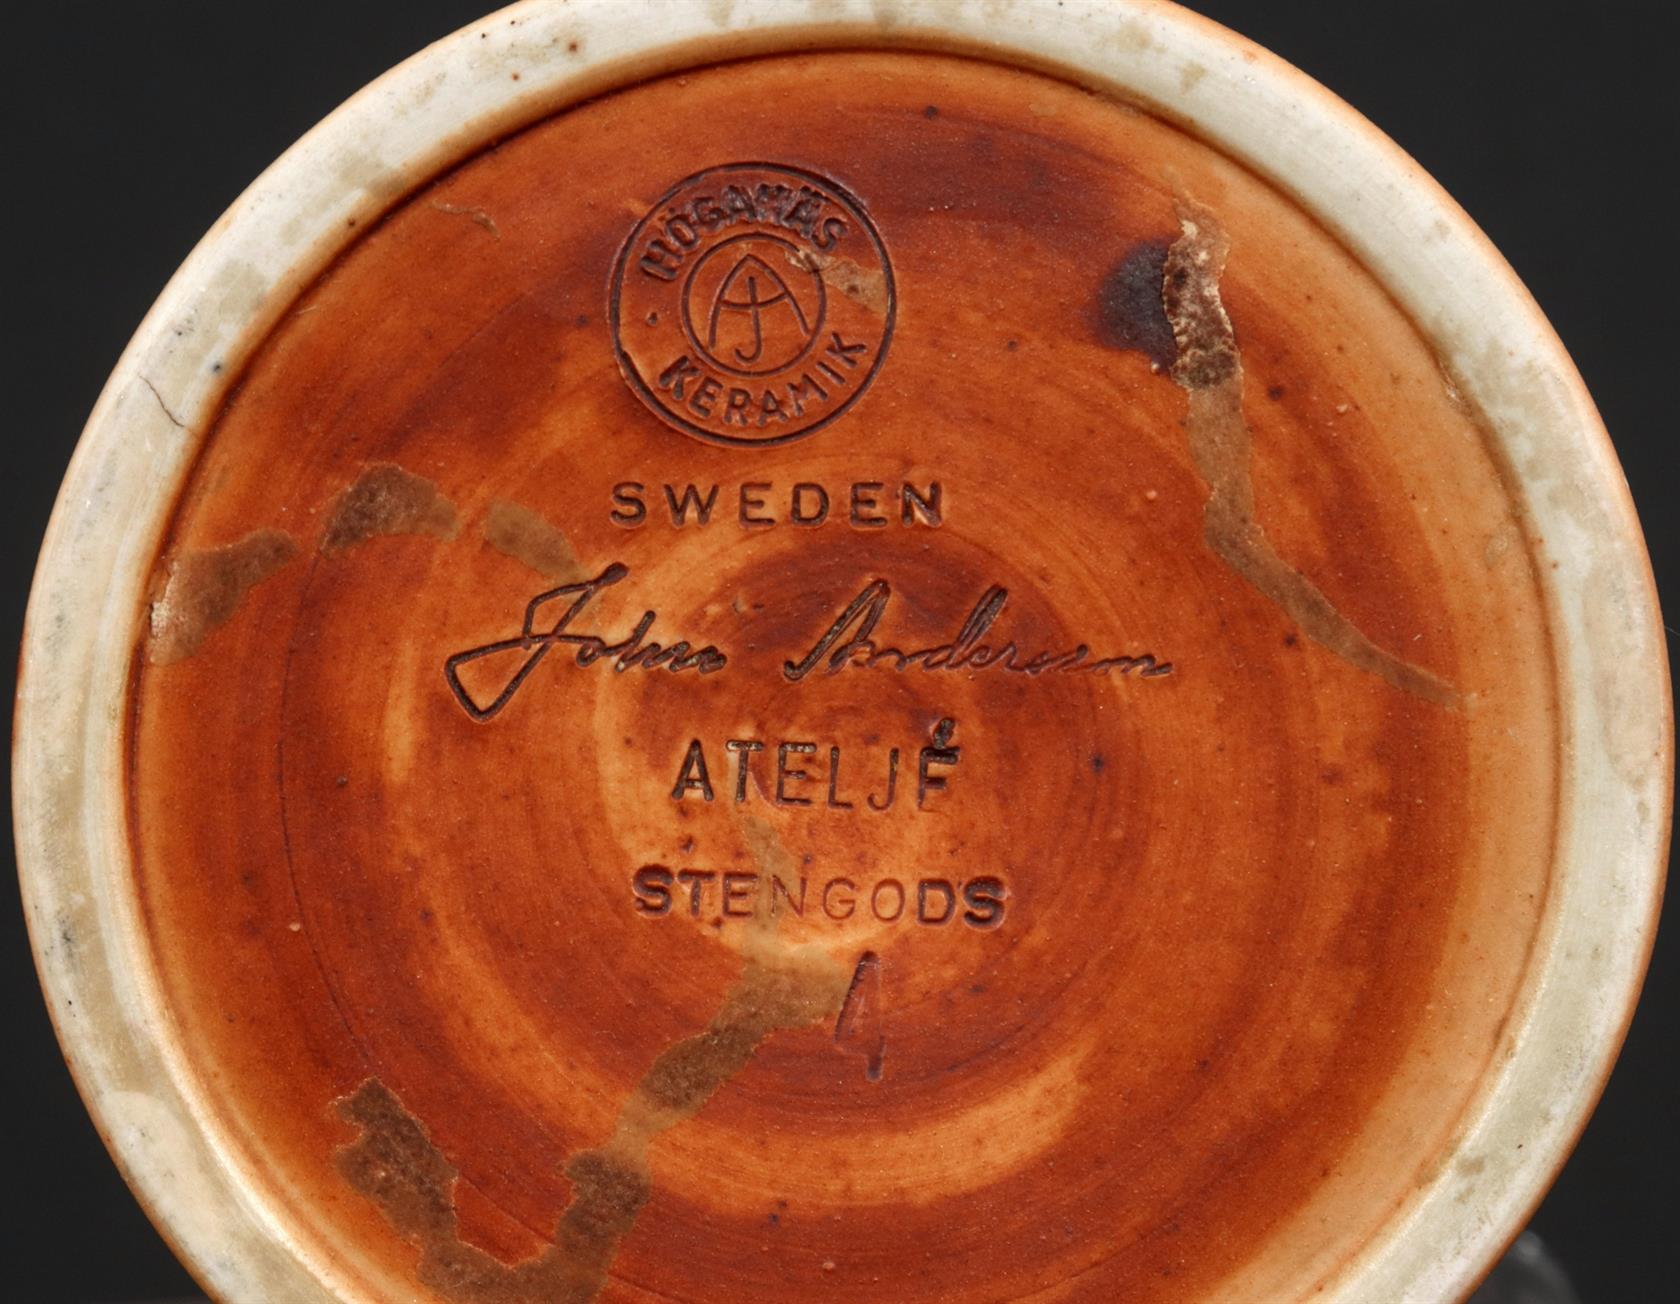 HÖGANÄS
AJ
KERAMIK
SWEDEN
John Andersson
ATELJÉ
STENGODS
4